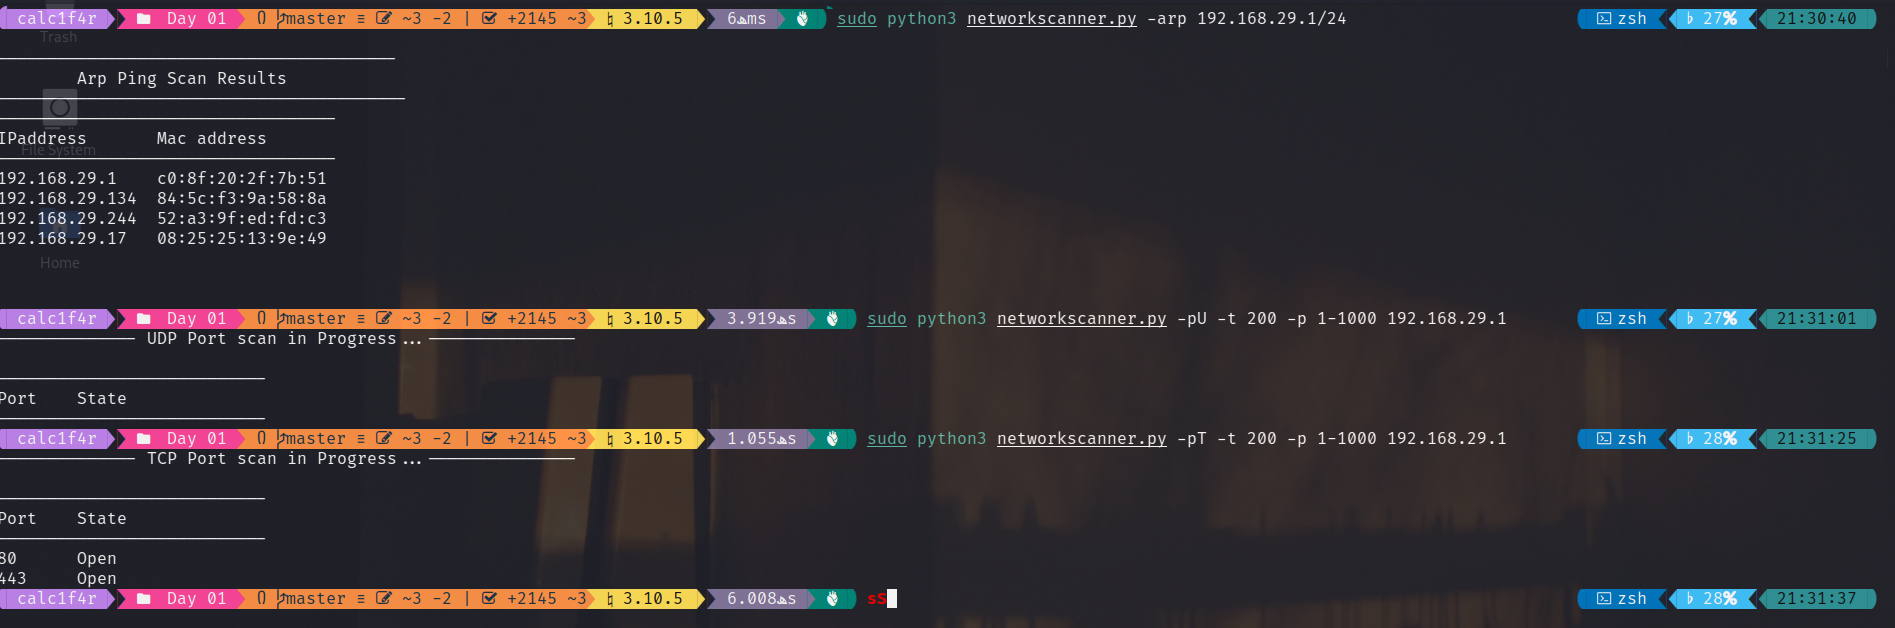 calc1f4r Day 01 master ≡ ~3 -2 | +2145 ~3 3.10.5 6ms sudo python3 networkscanner.py -arp 192.168.29.1/24 zsh 27% 21:30:40
Trash
Arp Ping Scan Results
IPaddress Mac address
File System
192.168.29.1 c0:8f:20:2f:7b:51
192.168.29.134 84:5c:f3:9a:58:8a
192.168.29.244 52:a3:9f:ed:fd:c3
192.168.29.17 08:25:25:13:9e:49
Home
calc1f4r Day 01 master ≡ ~3 -2 | +2145 ~3 3.10.5 3.919s sudo python3 networkscanner.py -pU -t 200 -p 1-1000 192.168.29.1 zsh 27% 21:31:01
UDP Port scan in Progress...
Port State
calc1f4r Day 01 master ≡ ~3 -2 | +2145 ~3 3.10.5 1.055s sudo python3 networkscanner.py -pT -t 200 -p 1-1000 192.168.29.1 zsh 28% 21:31:25
TCP Port scan in Progress...
Port State
80 Open
443 Open
calc1f4r Day 01 master ≡ ~3 -2 | +2145 ~3 3.10.5 6.008s sS zsh 28% 21:31:37